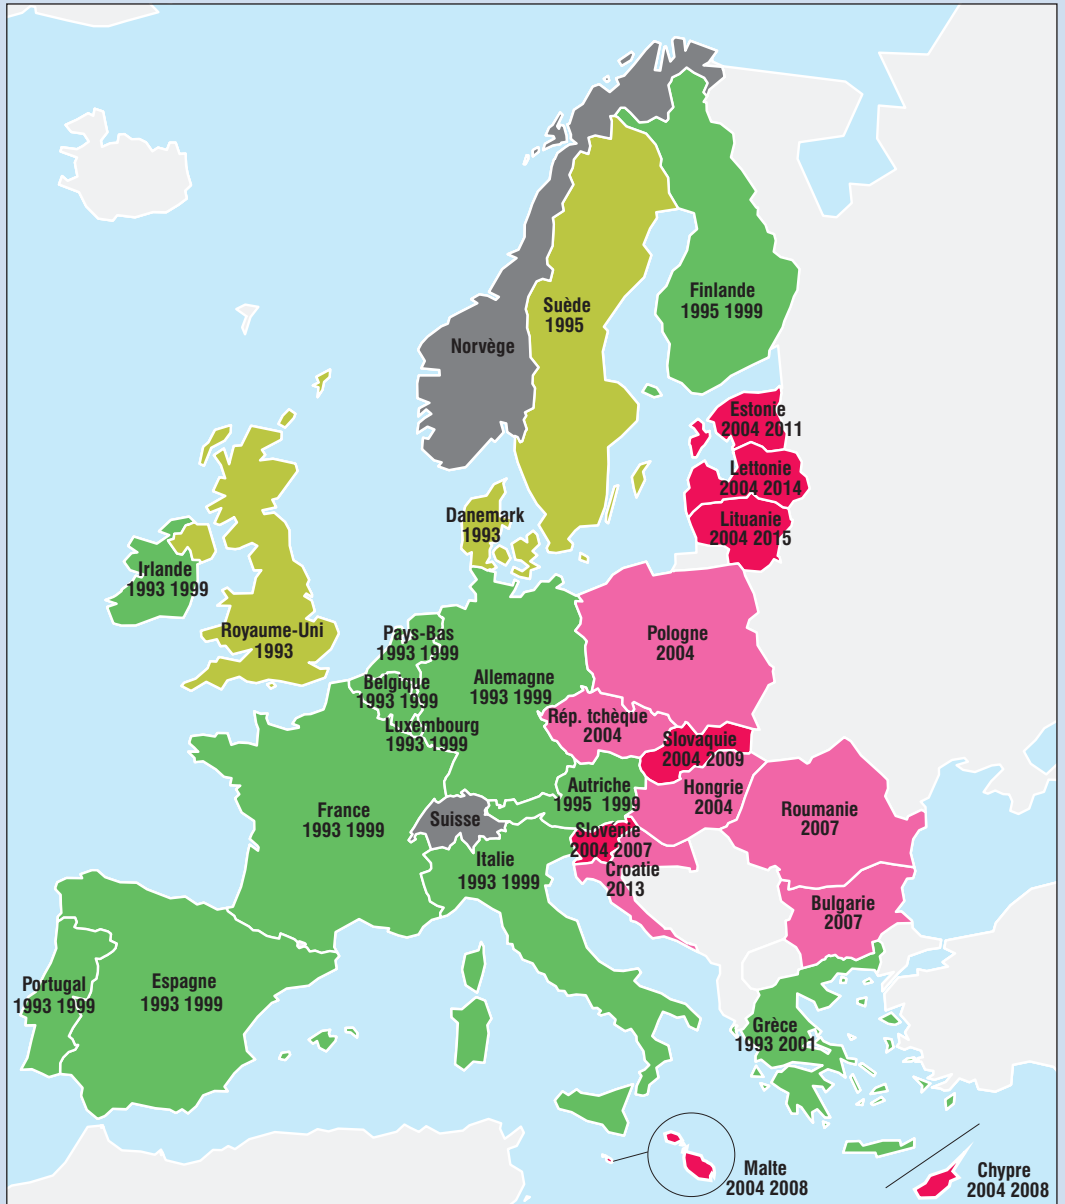 Suède
1995
Finlande
1995 1999
Norvège
Estonie
2004 2011
Lettonie
2004 2014
Lituanie
2004 2015
Danemark
1993
Irlande
1993 1999
Royaume-Uni
1993
Pays-Bas
1993 1999
Pologne
2004
Belgique
1993 1999
Allemagne
1993 1999
Luxembourg
1993 1999
Rép. tchèque
2004
Slovaquie
2004 2009
Autriche
1995 1999
Hongrie
2004
France
1993 1999
Suisse
Roumanie
2007
Slovénie
2004 2007
Italie
1993 1999
Croatie
2013
Bulgarie
2007
Portugal
1993 1999
Espagne
1993 1999
Grèce
1993 2001
Malte
2004 2008
Chypre
2004 2008